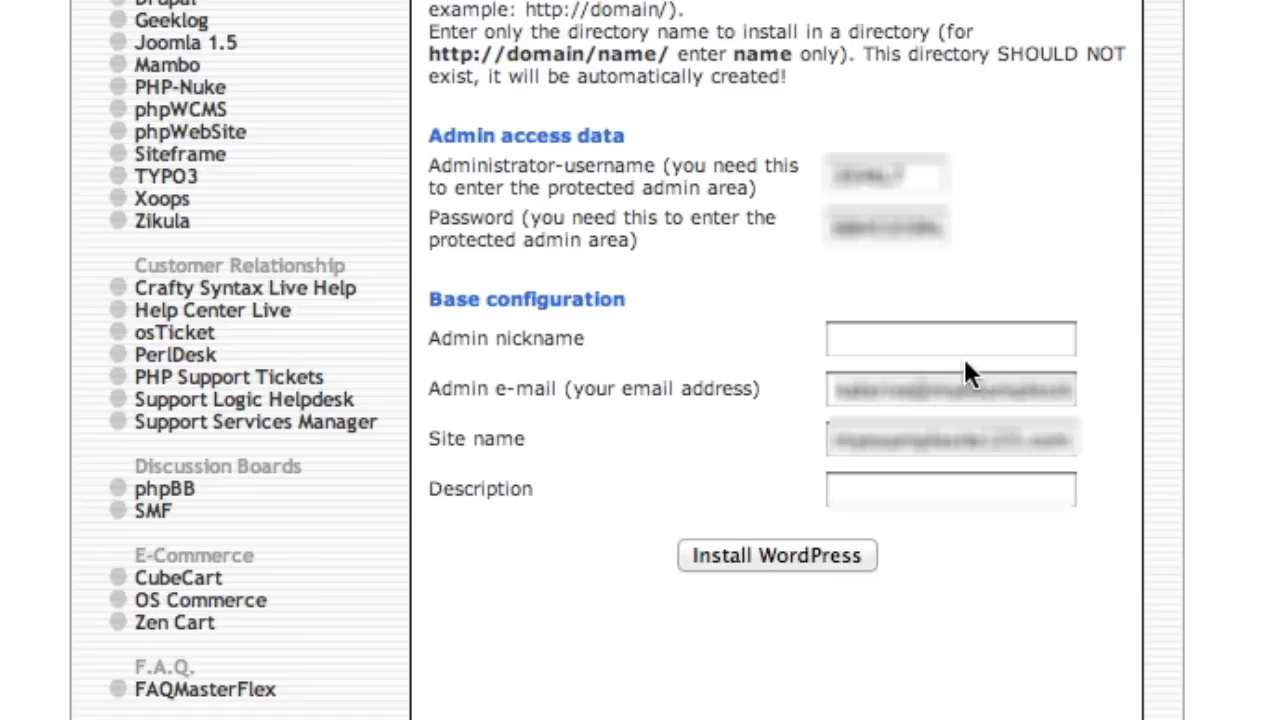 Drupal
Geeklog
Joomla 1.5
Mambo
PHP-Nuke
phpWCMS
phpWebSite
Siteframe
TYPO3
Xoops
Zikula
Customer Relationship
Crafty Syntax Live Help
Help Center Live
osTicket
PerlDesk
PHP Support Tickets
Support Logic Helpdesk
Support Services Manager
Discussion Boards
phpBB
SMF
E-Commerce
CubeCart
OS Commerce
Zen Cart
F.A.Q.
FAQMasterFlex
example: http://domain/).
Enter only the directory name to install in a directory (for
http://domain/name/ enter name only). This directory SHOULD NOT
exist, it will be automatically created!
Admin access data
Administrator-username (you need this
to enter the protected admin area)
Password (you need this to enter the
protected admin area)
Base configuration
Admin nickname
Admin e-mail (your email address)
Site name
Description
Install WordPress